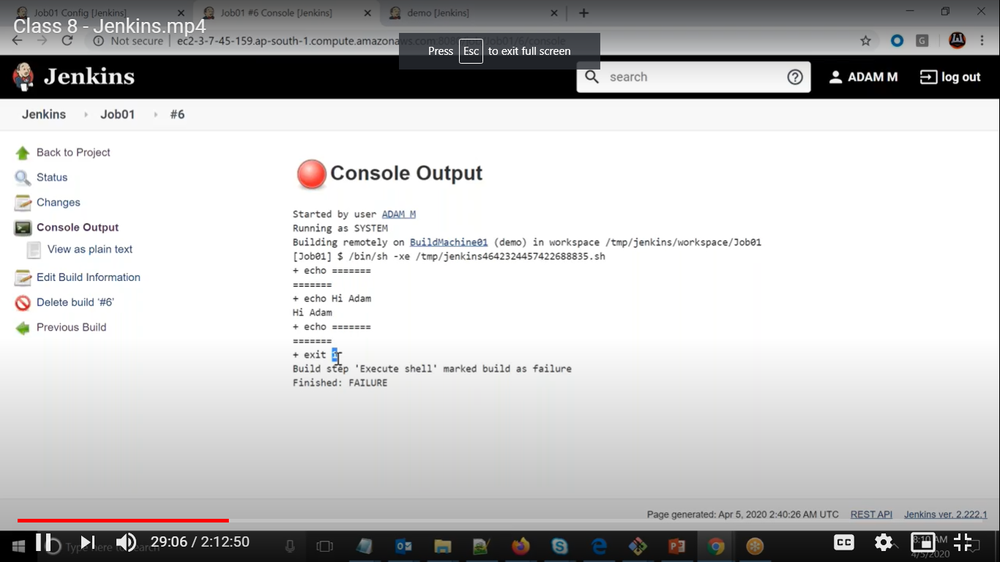 Job01 Config [Jenkins]
Job01 #6 Console [Jenkins]
demo [Jenkins]
Class 8 - Jenkins.mp4
Not secure | ec2-3-7-45-159.ap-south-1.compute.amazonaws.com:8080/job/Job01/6/console
Press Esc to exit full screen
G
Jenkins
search
ADAM M
log out
Jenkins
Job01
#6
Back to Project
Status
Changes
Console Output
View as plain text
Edit Build Information
Delete build '#6'
Previous Build
Console Output
Started by user ADAM M
Running as SYSTEM
Building remotely on BuildMachine01 (demo) in workspace /tmp/jenkins/workspace/Job01
[Job01] $ /bin/sh -xe /tmp/jenkins4642324457422688835.sh
+ echo =======
=======
+ echo Hi Adam
Hi Adam
+ echo =======
=======
+ exit 1
Build step 'Execute shell' marked build as failure
Finished: FAILURE
Page generated: Apr 5, 2020 2:40:26 AM UTC
REST API
Jenkins ver. 2.222.1
Type here to search
29:06 / 2:12:50
CC
8:10 AM
4/5/2020